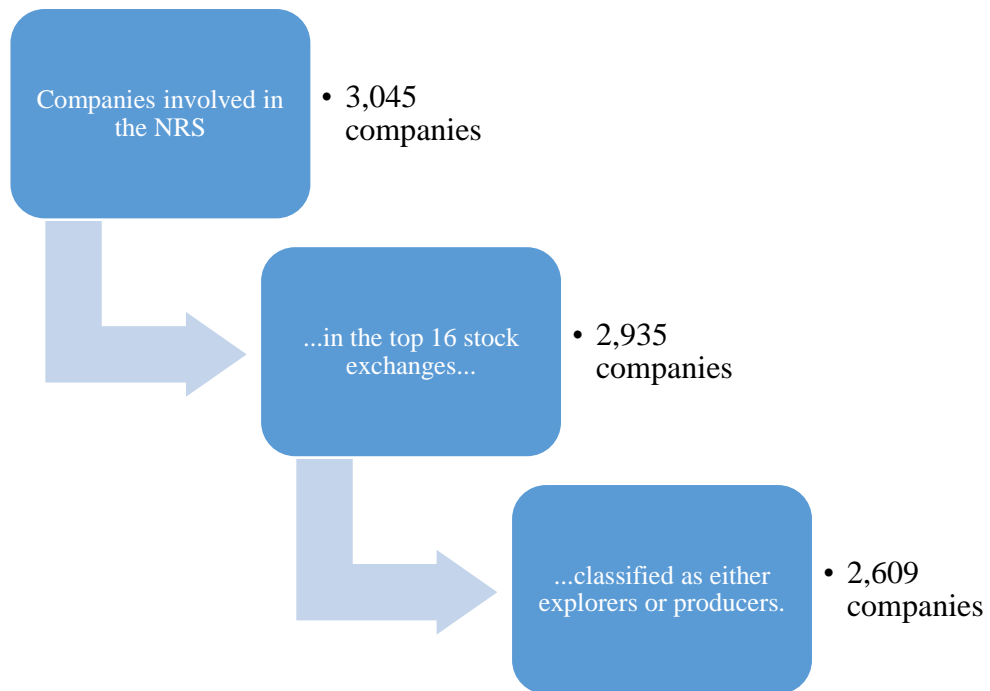 Companies involved in
the NRS
• 3,045
companies
...in the top 16 stock
exchanges...
• 2,935
companies
...classified as either
explorers or producers.
• 2,609
companies